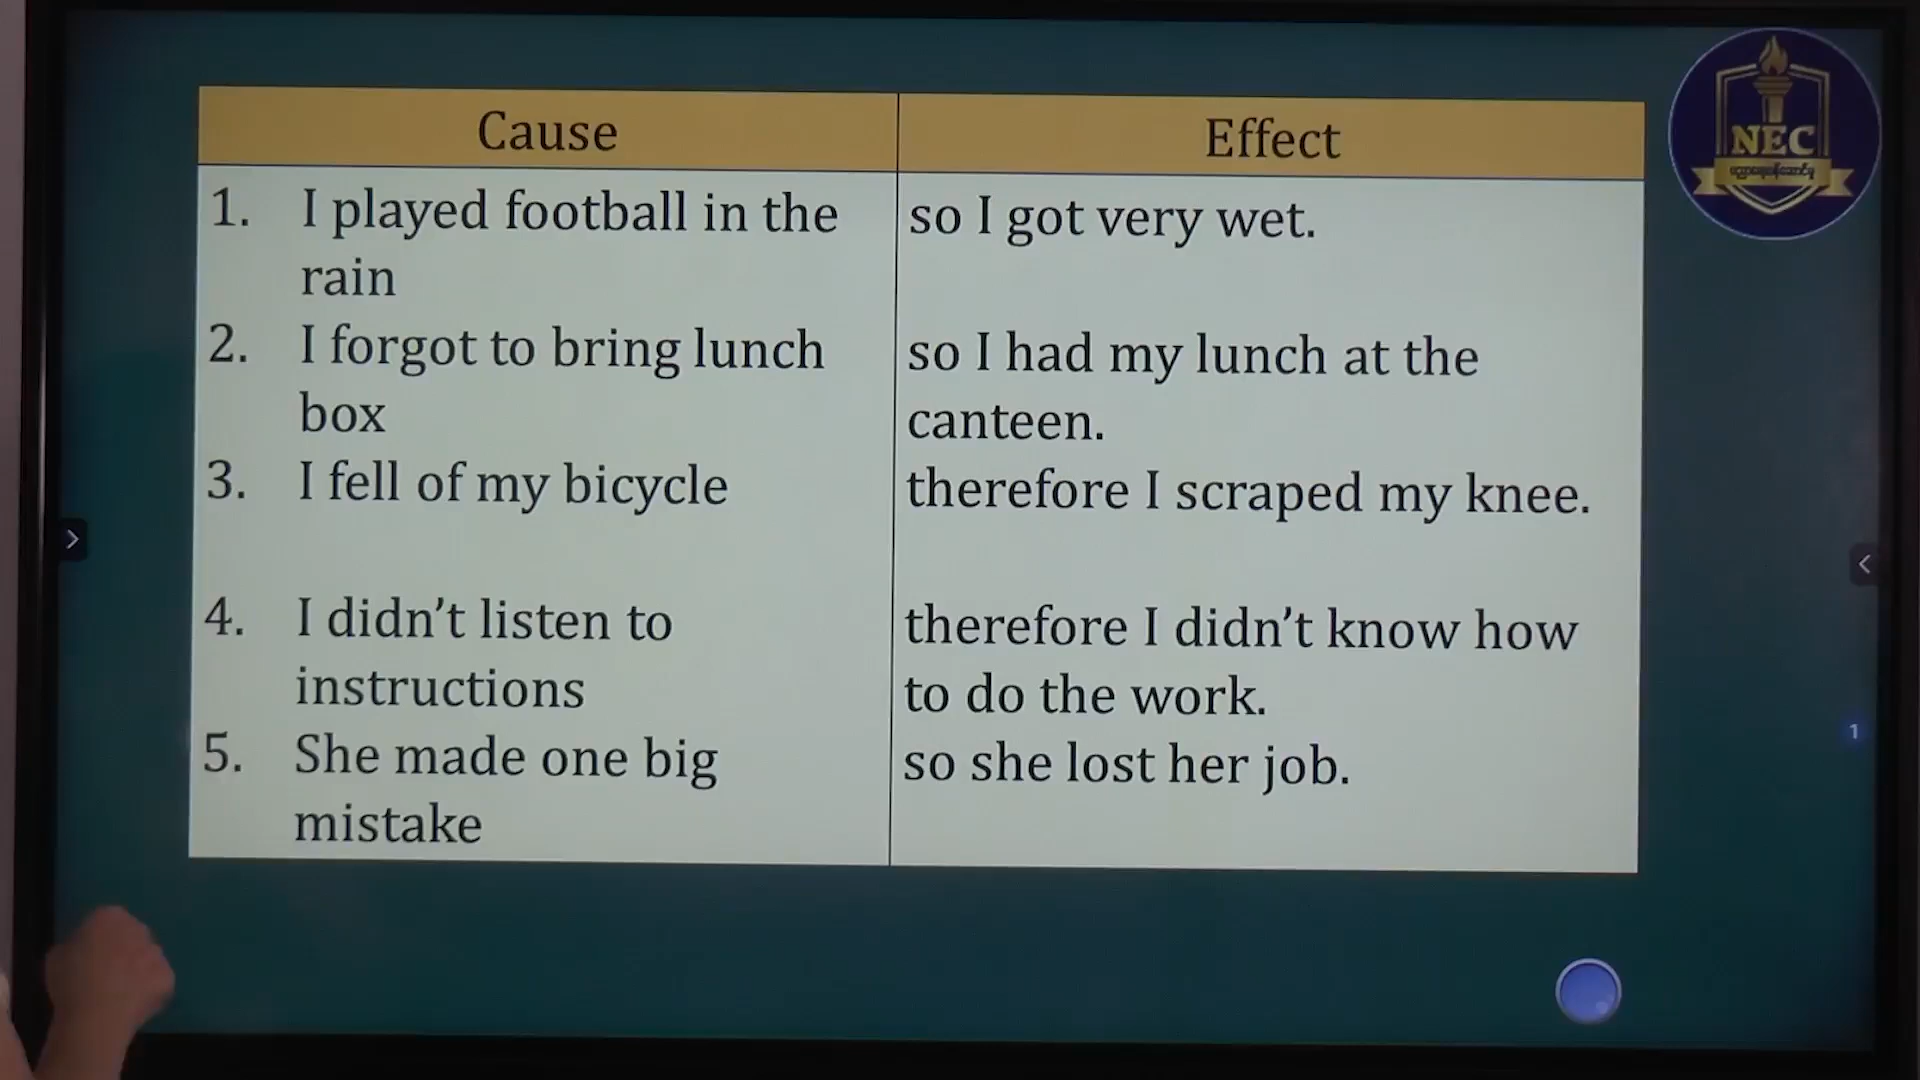 Cause
Effect
1. I played football in the
rain
so I got very wet.
2. I forgot to bring lunch
box
so I had my lunch at the
canteen.
3. I fell of my bicycle
therefore I scraped my knee.
4. I didn’t listen to
instructions
therefore I didn’t know how
to do the work.
5. She made one big
mistake
so she lost her job.
NEC
1